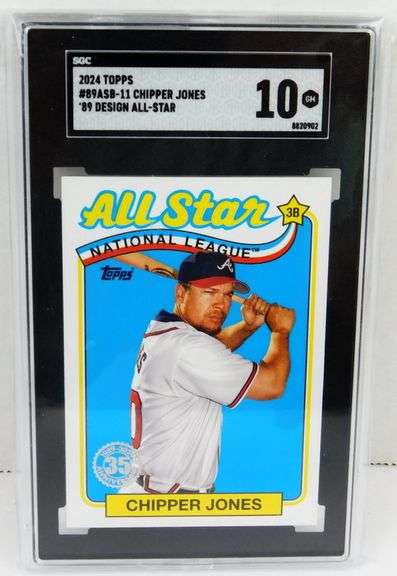 SGC
2024 TOPPS
#89ASB-11 CHIPPER JONES
'89 DESIGN ALL-STAR
10 GM
8820902
All Star
3B
NATIONAL LEAGUE™
Topps
A
35
CHIPPER JONES